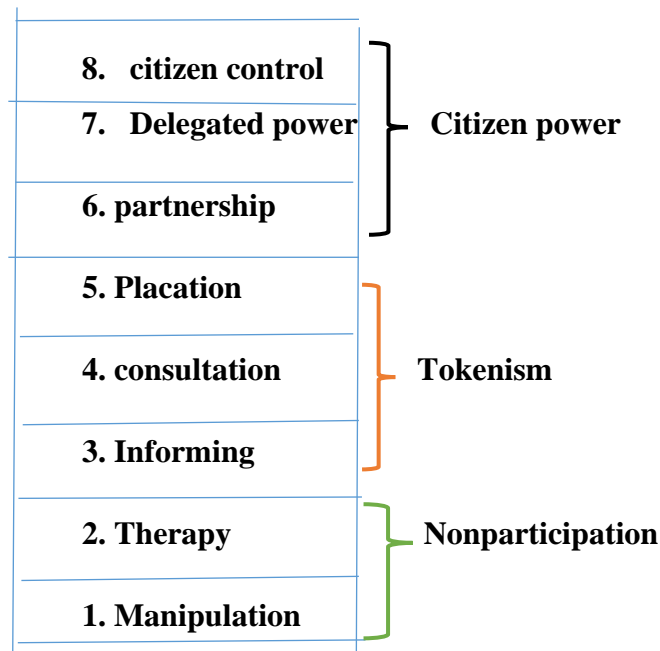 8. citizen control
7. Delegated power
Citizen power
6. partnership
5. Placation
4. consultation
Tokenism
3. Informing
2. Therapy
Nonparticipation
1. Manipulation